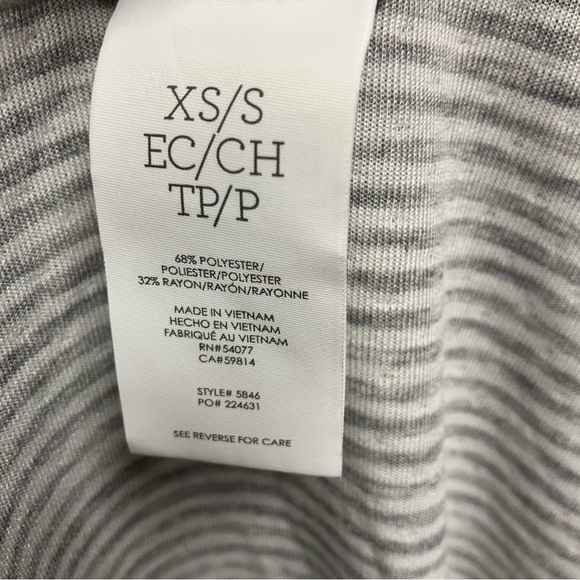 XS/S
EC/CH
TP/P
68% POLYESTER/
POLIESTER/POLYESTER
32% RAYON/RAYÓN/RAYONNE
MADE IN VIETNAM
HECHO EN VIETNAM
FABRIQUÉ AU VIETNAM
RN#54077
CA#59814
STYLE# 5846
PO# 224631
SEE REVERSE FOR CARE